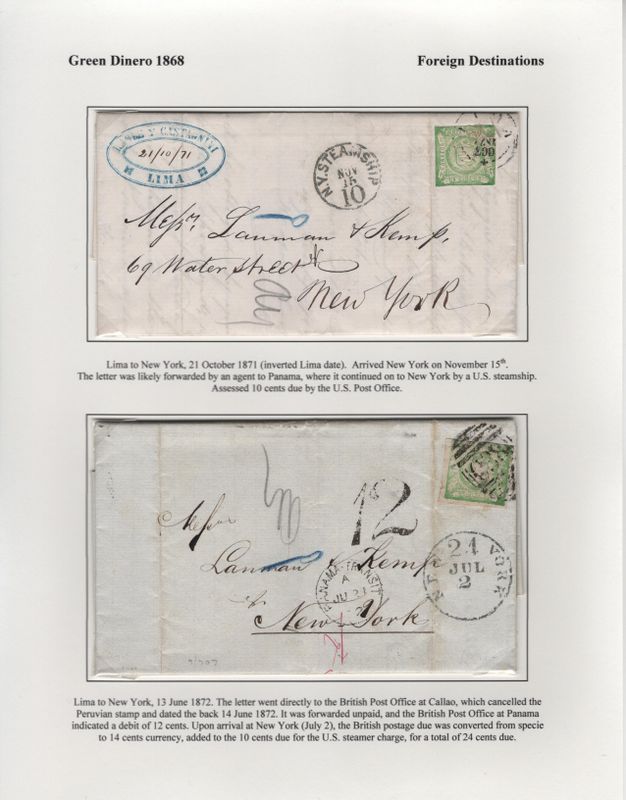 Green Dinero 1868 Foreign Destinations
Y CASTAGNINI
21/10/71
LIMA
N.Y. STEAMSHIP
NOV
15
10
LIMA
OCT
Messrs. Lanman & Kemp,
69 Water Street
New York
Lima to New York, 21 October 1871 (inverted Lima date). Arrived New York on November 15th.
The letter was likely forwarded by an agent to Panama, where it continued on to New York by a U.S. steamship.
Assessed 10 cents due by the U.S. Post Office.
12
Messrs
Lanman & Kemp
New York
PANAMA TRANSIT
A
NEW YORK
24
JUL
2
Lima to New York, 13 June 1872. The letter went directly to the British Post Office at Callao, which cancelled the
Peruvian stamp and dated the back 14 June 1872. It was forwarded unpaid, and the British Post Office at Panama
indicated a debit of 12 cents. Upon arrival at New York (July 2), the British postage due was converted from specie
to 14 cents currency, added to the 10 cents due for the U.S. steamer charge, for a total of 24 cents due.